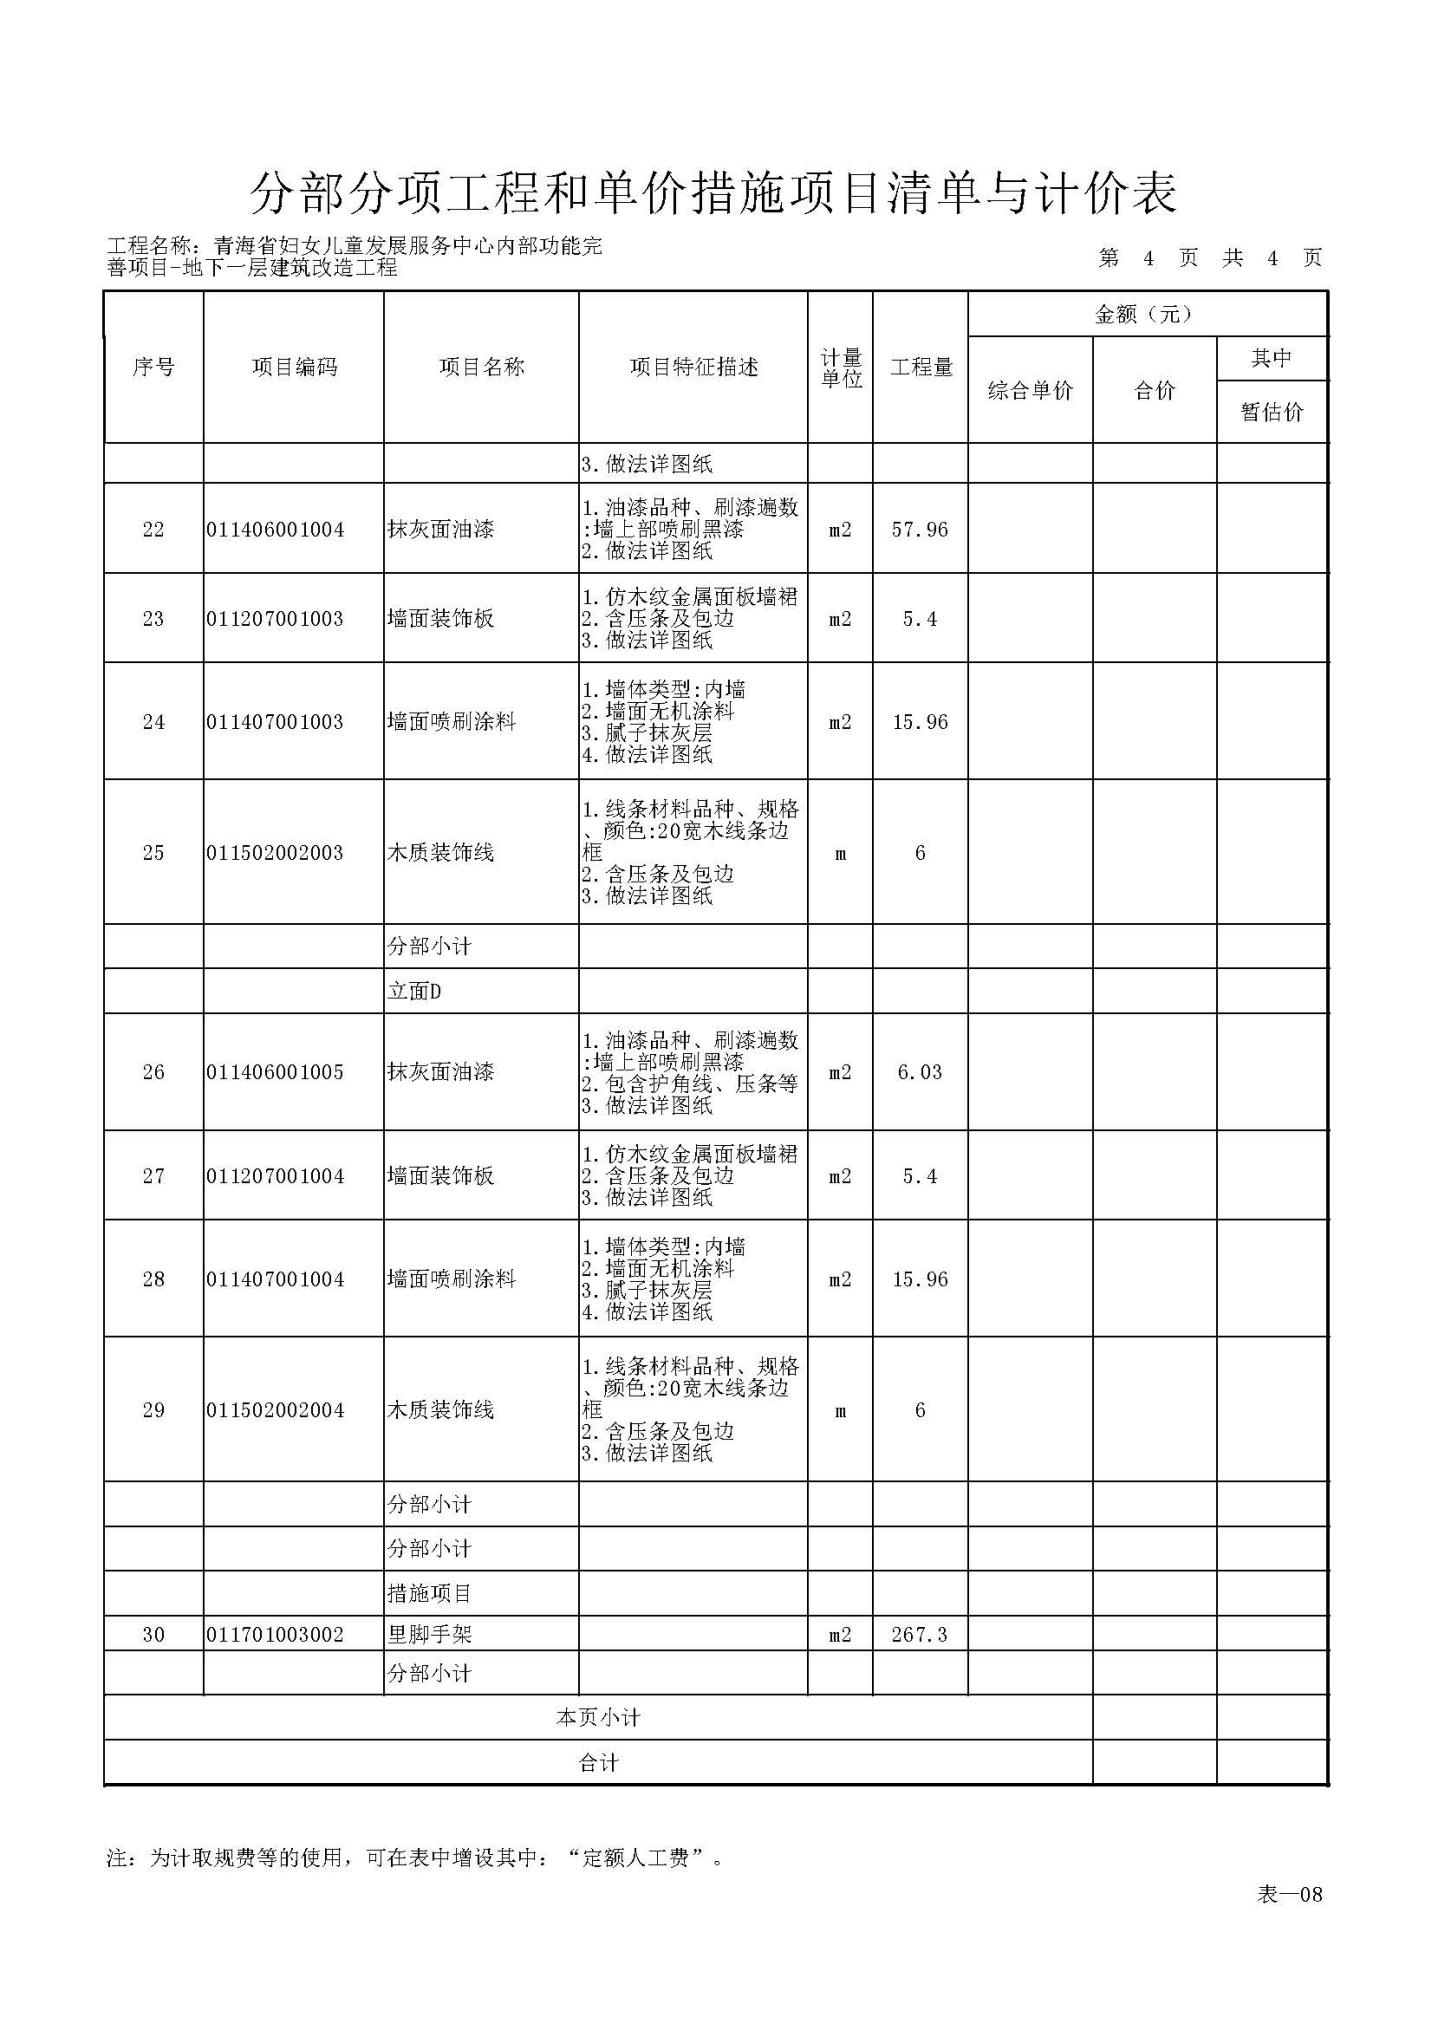 分部分项工程和单价措施项目清单与计价表
工程名称：青海省妇女儿童发展服务中心内部功能完
善项目-地下一层建筑改造工程
第 4 页 共 4 页
序号 项目编码 项目名称 项目特征描述 计量单位 工程量 金额（元）
综合单价 合价 其中
暂估价
3.做法详图纸
22 011406001004 抹灰面油漆 1.油漆品种、刷漆遍数
:墙上部喷刷黑漆
2.做法详图纸 m2 57.96
23 011207001003 墙面装饰板 1.仿木纹金属面板墙裙
2.含压条及包边
3.做法详图纸 m2 5.4
24 011407001003 墙面喷刷涂料 1.墙体类型:内墙
2.墙面无机涂料
3.腻子抹灰层
4.做法详图纸 m2 15.96
25 011502002003 木质装饰线 1.线条材料品种、规格
、颜色:20宽木线条边
框
2.含压条及包边
3.做法详图纸 m 6
分部小计
立面D
26 011406001005 抹灰面油漆 1.油漆品种、刷漆遍数
:墙上部喷刷黑漆
2.包含护角线、压条等
3.做法详图纸 m2 6.03
27 011207001004 墙面装饰板 1.仿木纹金属面板墙裙
2.含压条及包边
3.做法详图纸 m2 5.4
28 011407001004 墙面喷刷涂料 1.墙体类型:内墙
2.墙面无机涂料
3.腻子抹灰层
4.做法详图纸 m2 15.96
29 011502002004 木质装饰线 1.线条材料品种、规格
、颜色:20宽木线条边
框
2.含压条及包边
3.做法详图纸 m 6
分部小计
分部小计
措施项目
30 011701003002 里脚手架 m2 267.3
分部小计
本页小计
合计
注：为计取规费等的使用，可在表中增设其中：“定额人工费”。
表—08